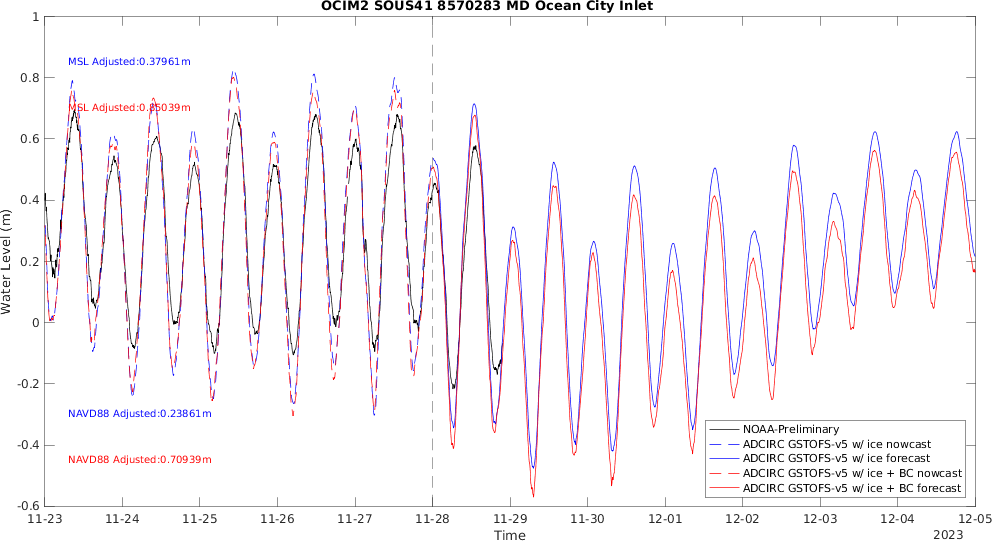 OCIM2 SOUS41 8570283 MD Ocean City Inlet
1
0.8
0.6
0.4
0.2
0
-0.2
-0.4
-0.6
Water Level (m)
MSL Adjusted:0.37961m
MSL Adjusted:0.85039m
NAVD88 Adjusted:0.23861m
NAVD88 Adjusted:0.70939m
NOAA-Preliminary
ADCIRC GSTOFS-v5 w/ ice nowcast
ADCIRC GSTOFS-v5 w/ ice forecast
ADCIRC GSTOFS-v5 w/ ice + BC nowcast
ADCIRC GSTOFS-v5 w/ ice + BC forecast
11-23 11-24 11-25 11-26 11-27 11-28 11-29 11-30 12-01 12-02 12-03 12-04 12-05
Time
2023